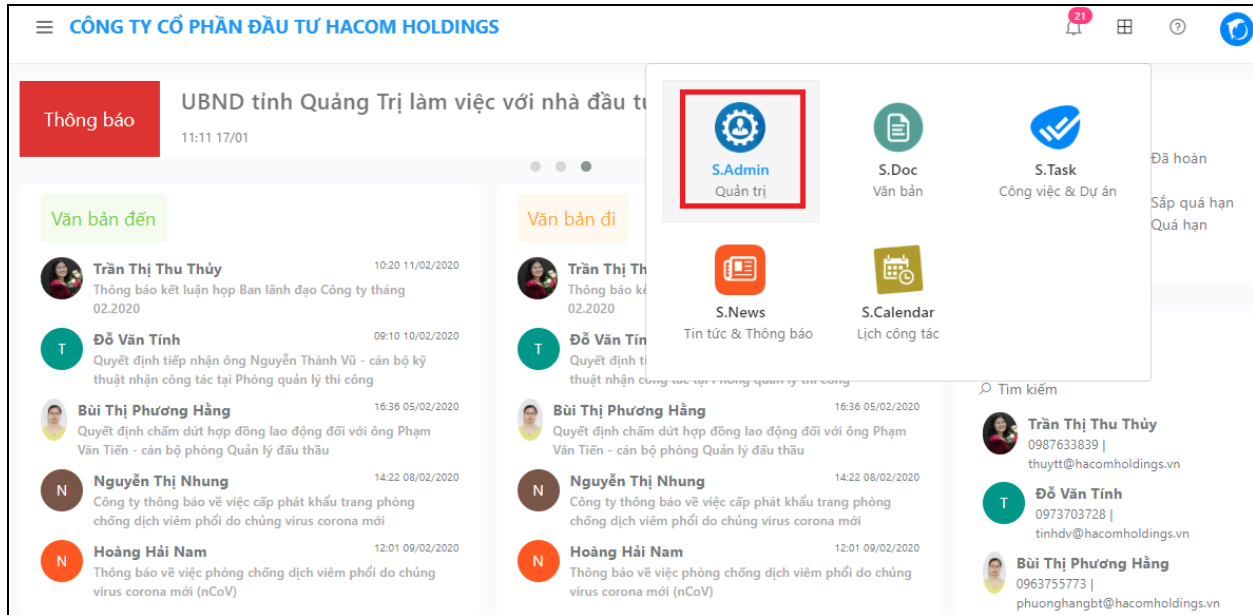 CÔNG TY CỔ PHẦN ĐẦU TƯ HACOM HOLDINGS
21
Thông báo
UBND tỉnh Quảng Trị làm việc với nhà đầu tư
11:11 17/01
S.Admin
Quản trị
S.Doc
Văn bản
S.Task
Công việc & Dự án
S.News
Tin tức & Thông báo
S.Calendar
Lịch công tác
Đã hoàn
Sắp quá hạn
Quá hạn
Văn bản đến
Trần Thị Thu Thủy
10:20 11/02/2020
Thông báo kết luận họp Ban lãnh đạo Công ty tháng
02.2020
T
Đỗ Văn Tính
09:10 10/02/2020
Quyết định tiếp nhận ông Nguyễn Thành Vũ - cán bộ kỹ
thuật nhận công tác tại Phòng quản lý thi công
Bùi Thị Phương Hằng
16:36 05/02/2020
Quyết định chấm dứt hợp đồng lao động đối với ông Phạm
Văn Tiến - cán bộ phòng Quản lý đấu thầu
N
Nguyễn Thị Nhung
14:22 08/02/2020
Công ty thông báo về việc cấp phát khẩu trang phòng
chống dịch viêm phổi do chủng virus corona mới
N
Hoàng Hải Nam
12:01 09/02/2020
Thông báo về việc phòng chống dịch viêm phổi do chủng
virus corona mới (nCoV)
Văn bản đi
Trần Thị Th
Thông báo kê
02.2020
T
Đỗ Văn Tín
Quyết định ti
thuật nhận công tác tại Phòng quản lý thi công
Bùi Thị Phương Hằng
16:36 05/02/2020
Quyết định chấm dứt hợp đồng lao động đối với ông Phạm
Văn Tiến - cán bộ phòng Quản lý đấu thầu
N
Nguyễn Thị Nhung
14:22 08/02/2020
Công ty thông báo về việc cấp phát khẩu trang phòng
chống dịch viêm phổi do chủng virus corona mới
N
Hoàng Hải Nam
12:01 09/02/2020
Thông báo về việc phòng chống dịch viêm phổi do chủng
virus corona mới (nCoV)
Tìm kiếm
Trần Thị Thu Thủy
0987633839 |
thuytt@hacomholdings.vn
T
Đỗ Văn Tính
0973703728 |
tinhdv@hacomholdings.vn
Bùi Thị Phương Hằng
0963755773 |
phuonghangbt@hacomholdings.vn